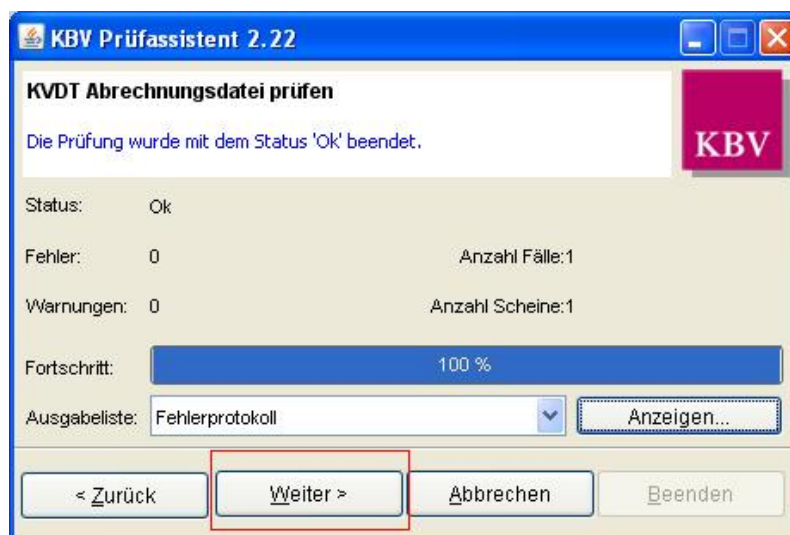 KBV Prüfassistent 2.22
KVDT Abrechnungsdatei prüfen
Die Prüfung wurde mit dem Status 'Ok' beendet.
KBV
Status: Ok
Fehler: 0 Anzahl Fälle:1
Warnungen: 0 Anzahl Scheine:1
Fortschritt: 100 %
Ausgabeliste: Fehlerprotokoll Anzeigen...
< Zurück Weiter > Abbrechen Beenden